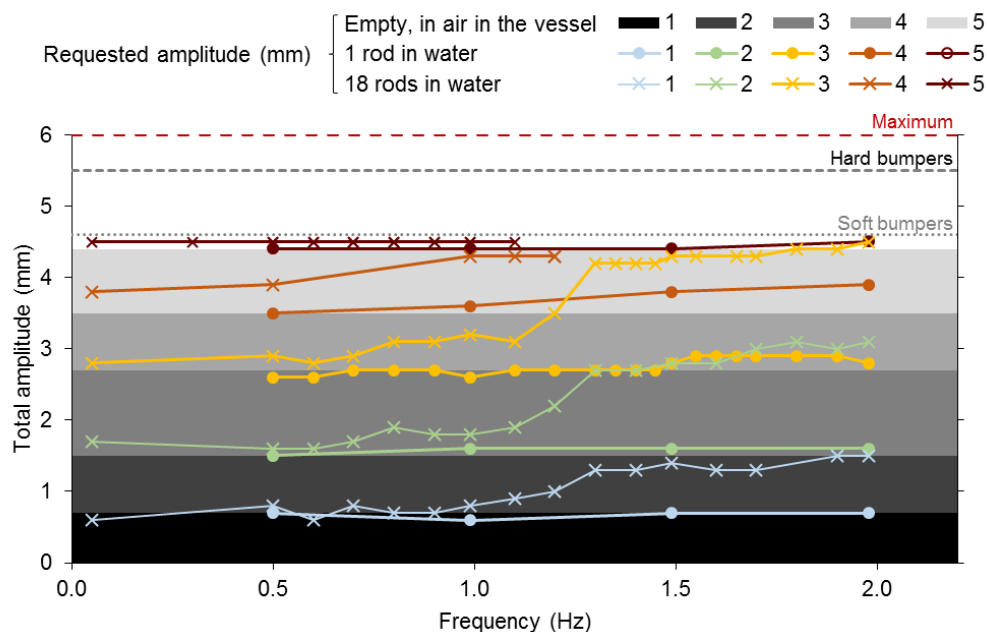 Empty, in air in the vessel 1 2 3 4 5
Requested amplitude (mm) 1 rod in water 1 2 3 4 5
18 rods in water 1 2 3 4 5
Maximum
Hard bumpers
Soft bumpers
Total amplitude (mm)
6
5
4
3
2
1
0
0.0 0.5 1.0 1.5 2.0
Frequency (Hz)